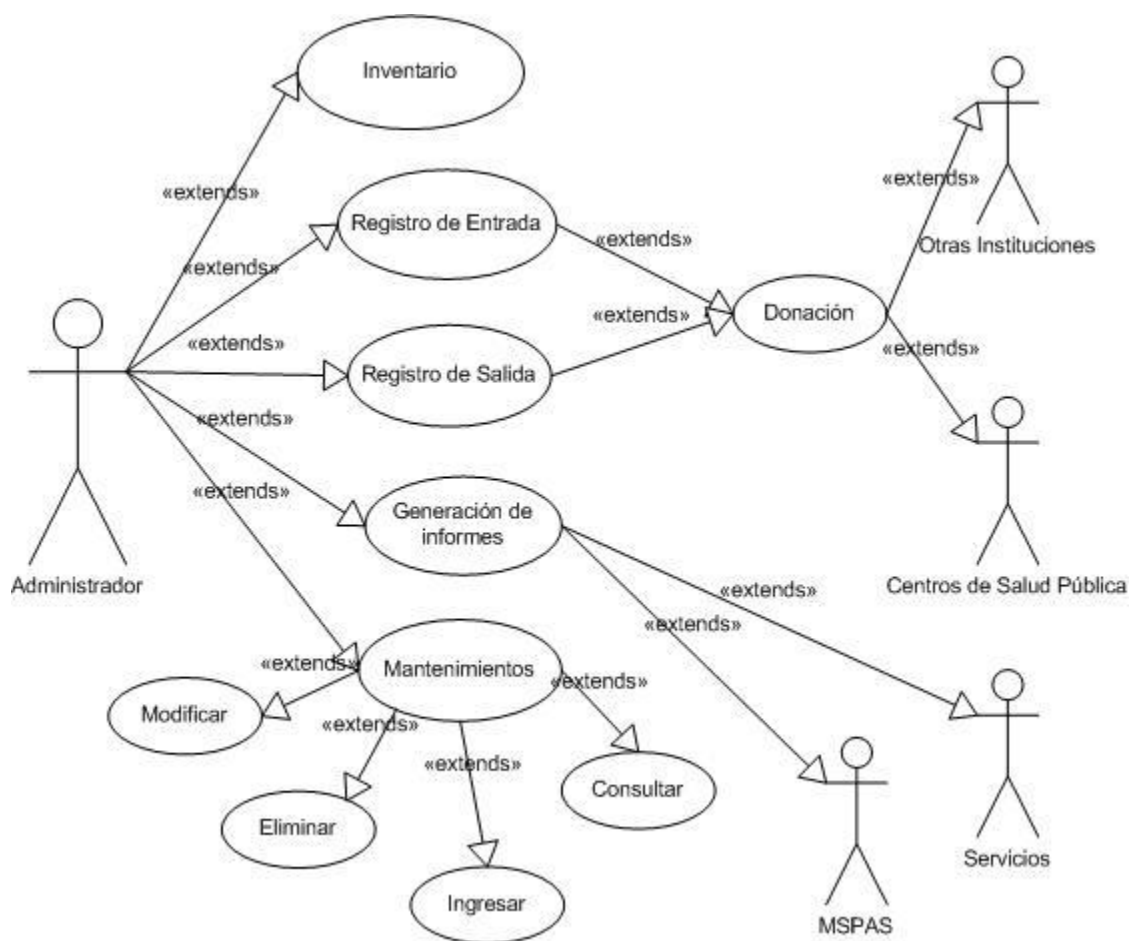 Inventario
«extends»
Registro de Entrada
«extends»
«extends»
Otras Instituciones
«extends»
Donación
«extends»
«extends»
Registro de Salida
«extends»
«extends»
Administrador
«extends»
Generación de
informes
Centros de Salud Pública
«extends»
«extends»
«extends»
Mantenimientos
«extends»
«extends»
Modificar
«extends»
«extends»
Consultar
Eliminar
Ingresar
Servicios
MSPAS